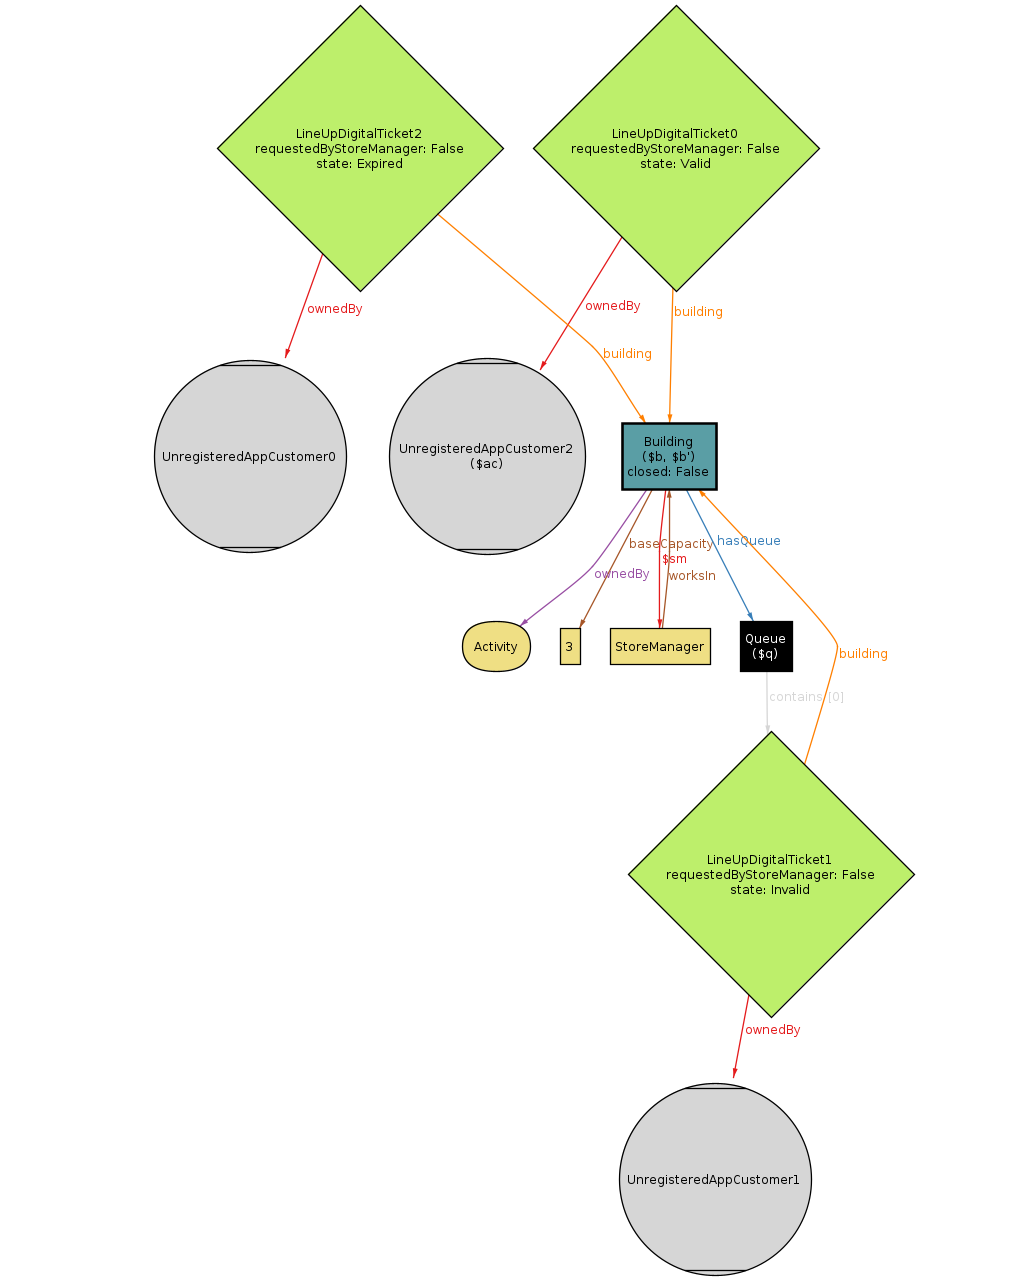 LineUpDigitalTicket2
requestedByStoreManager: False
state: Expired
LineUpDigitalTicket0
requestedByStoreManager: False
state: Valid
ownedBy
ownedBy
building
building
UnregisteredAppCustomer0
UnregisteredAppCustomer2
($ac)
Building
($b, $b')
closed: False
baseCapacity
hasQueue
$sm
ownedBy
worksIn
Activity
3
StoreManager
Queue
($q)
building
contains [0]
LineUpDigitalTicket1
requestedByStoreManager: False
state: Invalid
ownedBy
UnregisteredAppCustomer1